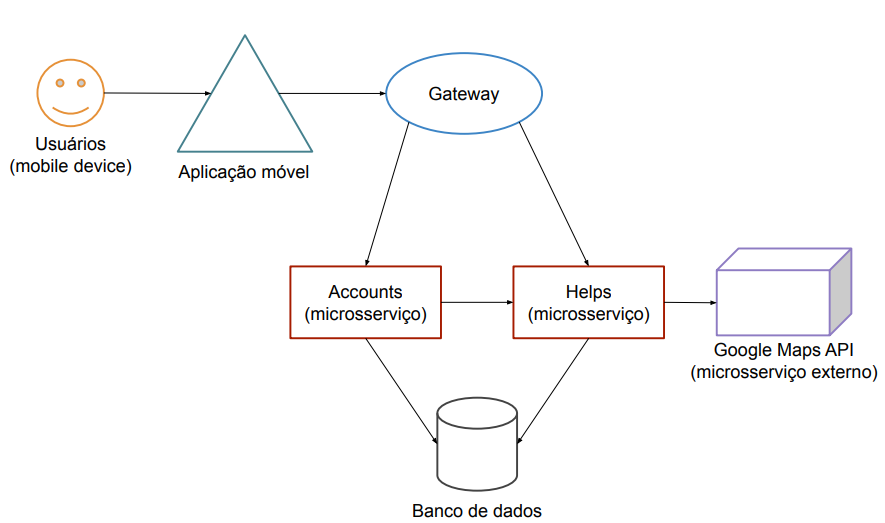 Usuários
(mobile device)
Aplicação móvel
Gateway
Accounts
(microsserviço)
Helps
(microsserviço)
Google Maps API
(microsserviço externo)
Banco de dados